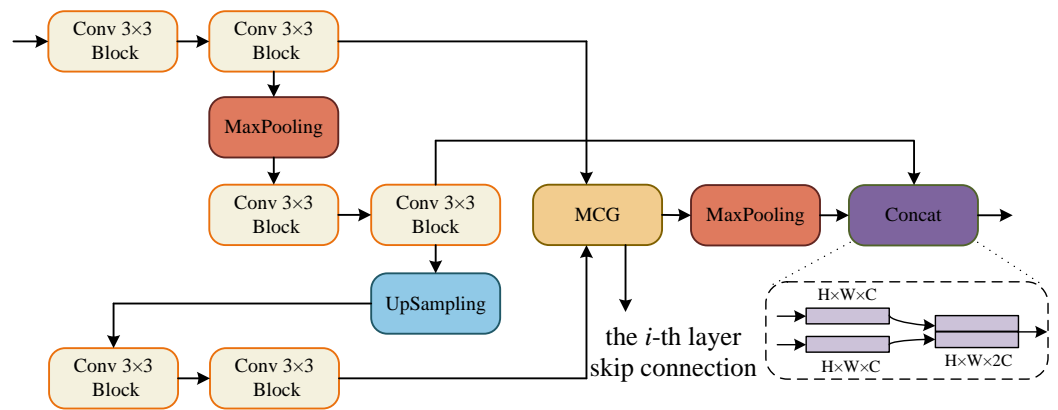 Conv 3×3
Block
Conv 3×3
Block
MaxPooling
Conv 3×3
Block
Conv 3×3
Block
MCG
MaxPooling
Concat
UpSampling
H×W×C
H×W×C
H×W×2C
the i-th layer
skip connection
Conv 3×3
Block
Conv 3×3
Block